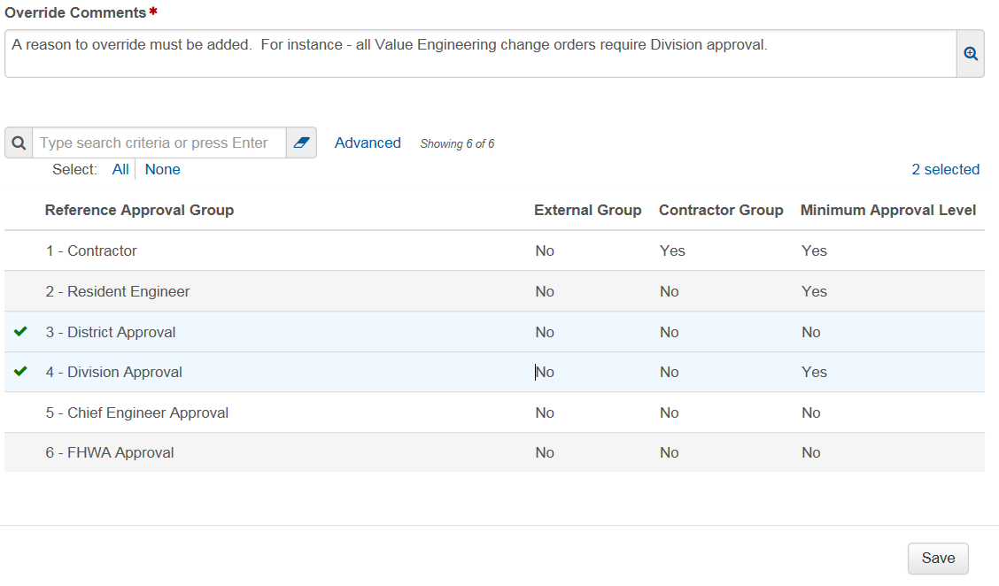 Override Comments*
A reason to override must be added.  For instance - all Value Engineering change orders require Division approval.
Type search criteria or press Enter Advanced Showing 6 of 6
Select: All None 2 selected
Reference Approval Group External Group Contractor Group Minimum Approval Level
1 - Contractor No Yes Yes
2 - Resident Engineer No No Yes
3 - District Approval No No No
4 - Division Approval No No Yes
5 - Chief Engineer Approval No No No
6 - FHWA Approval No No No
Save